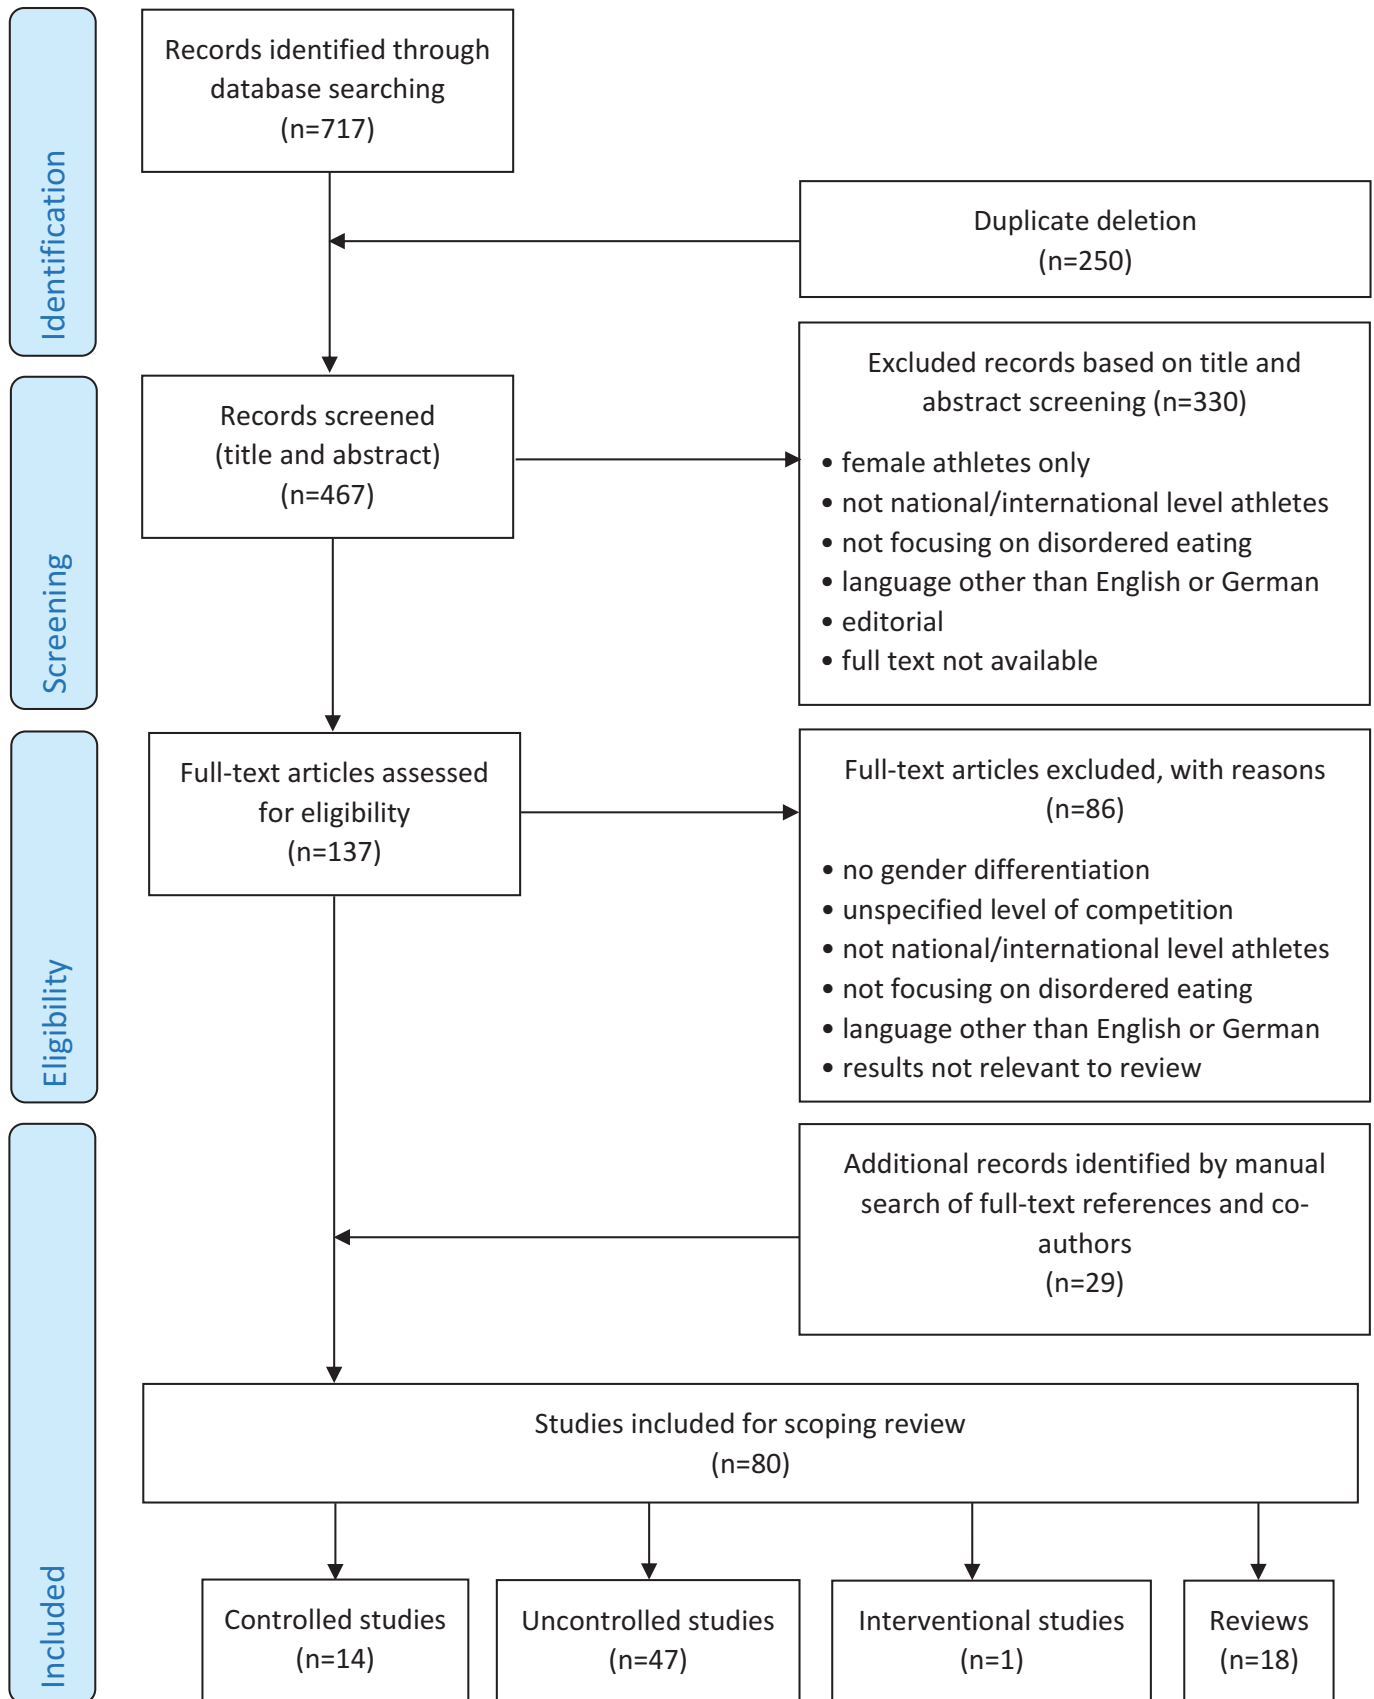 Identification
Records identified through
database searching
(n=717)
Duplicate deletion
(n=250)
Screening
Records screened
(title and abstract)
(n=467)
Excluded records based on title and
abstract screening (n=330)
• female athletes only
• not national/international level athletes
• not focusing on disordered eating
• language other than English or German
• editorial
• full text not available
Eligibility
Full-text articles assessed
for eligibility
(n=137)
Full-text articles excluded, with reasons
(n=86)
• no gender differentiation
• unspecified level of competition
• not national/international level athletes
• not focusing on disordered eating
• language other than English or German
• results not relevant to review
Included
Additional records identified by manual
search of full-text references and co-
authors
(n=29)
Studies included for scoping review
(n=80)
Controlled studies
(n=14)
Uncontrolled studies
(n=47)
Interventional studies
(n=1)
Reviews
(n=18)